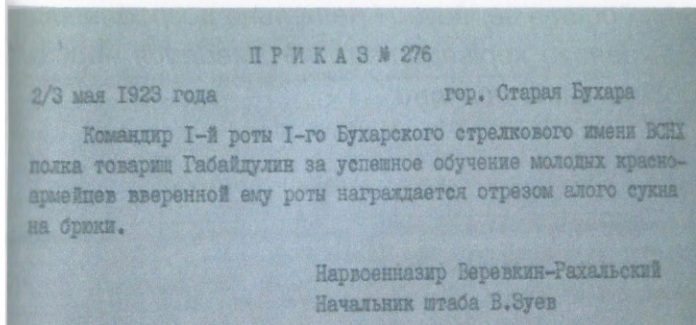 ПРИКАЗ № 276
2/3 мая 1923 года гор. Старая Бухара
Командир I-й роты I-го Бухарского стрелкового имени ВСНХ
полка товарищ Габайдулин за успешное обучение молодых красно-
армейцев вверенной ему роты награждается отрезом алого сукна
на брюки.
Нарвоенназир Веревкин-Рахальский
Начальник штаба В.Зуев